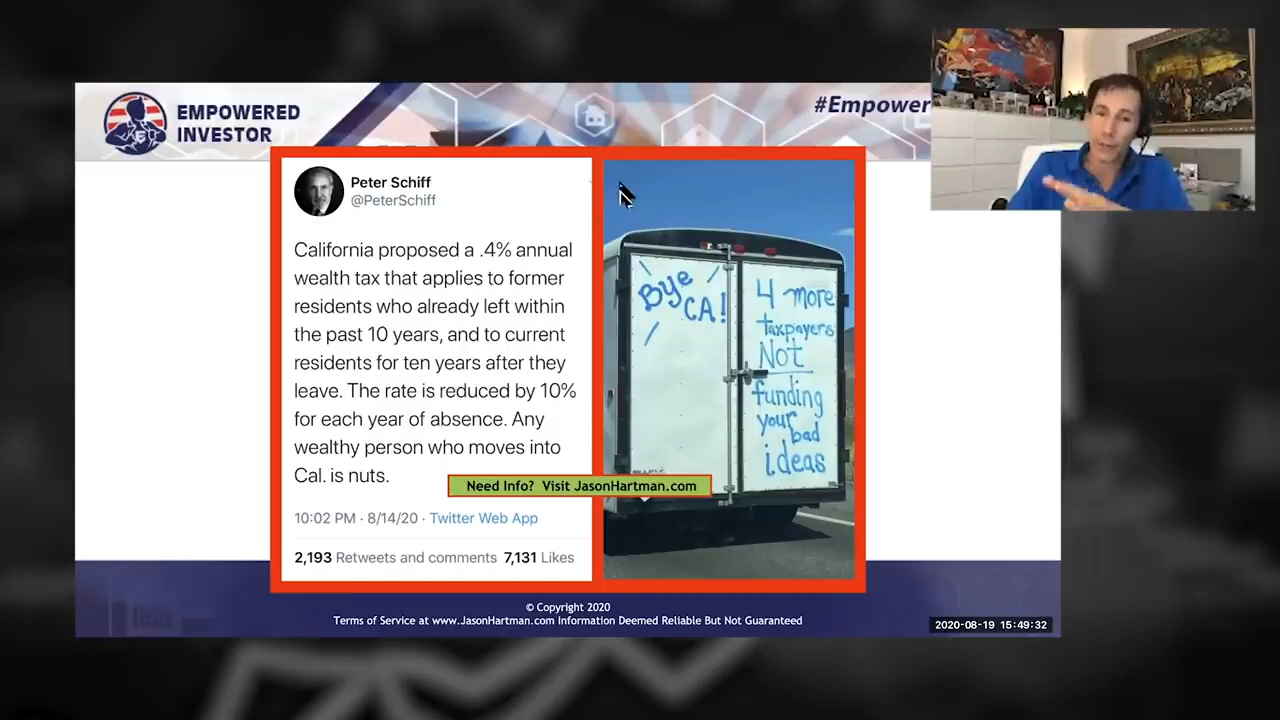 EMPOWERED
INVESTOR
#Empower
Peter Schiff
@PeterSchiff
California proposed a .4% annual
wealth tax that applies to former
residents who already left within
the past 10 years, and to current
residents for ten years after they
leave. The rate is reduced by 10%
for each year of absence. Any
wealthy person who moves into
Cal. is nuts.
10:02 PM · 8/14/20 · Twitter Web App
2,193 Retweets and comments 7,131 Likes
Bye
CA!
4 more
taxpayers
Not
funding
your
bad
ideas
Need Info? Visit JasonHartman.com
© Copyright 2020
Terms of Service at www.JasonHartman.com Information Deemed Reliable But Not Guaranteed
2020-08-19 15:49:32